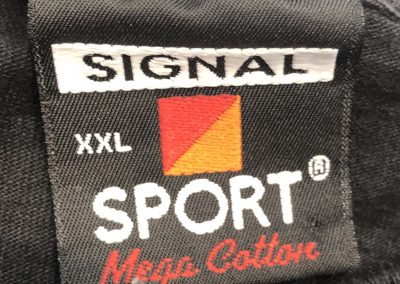 SIGNAL
XXL
SPORT®
Mega Cotton